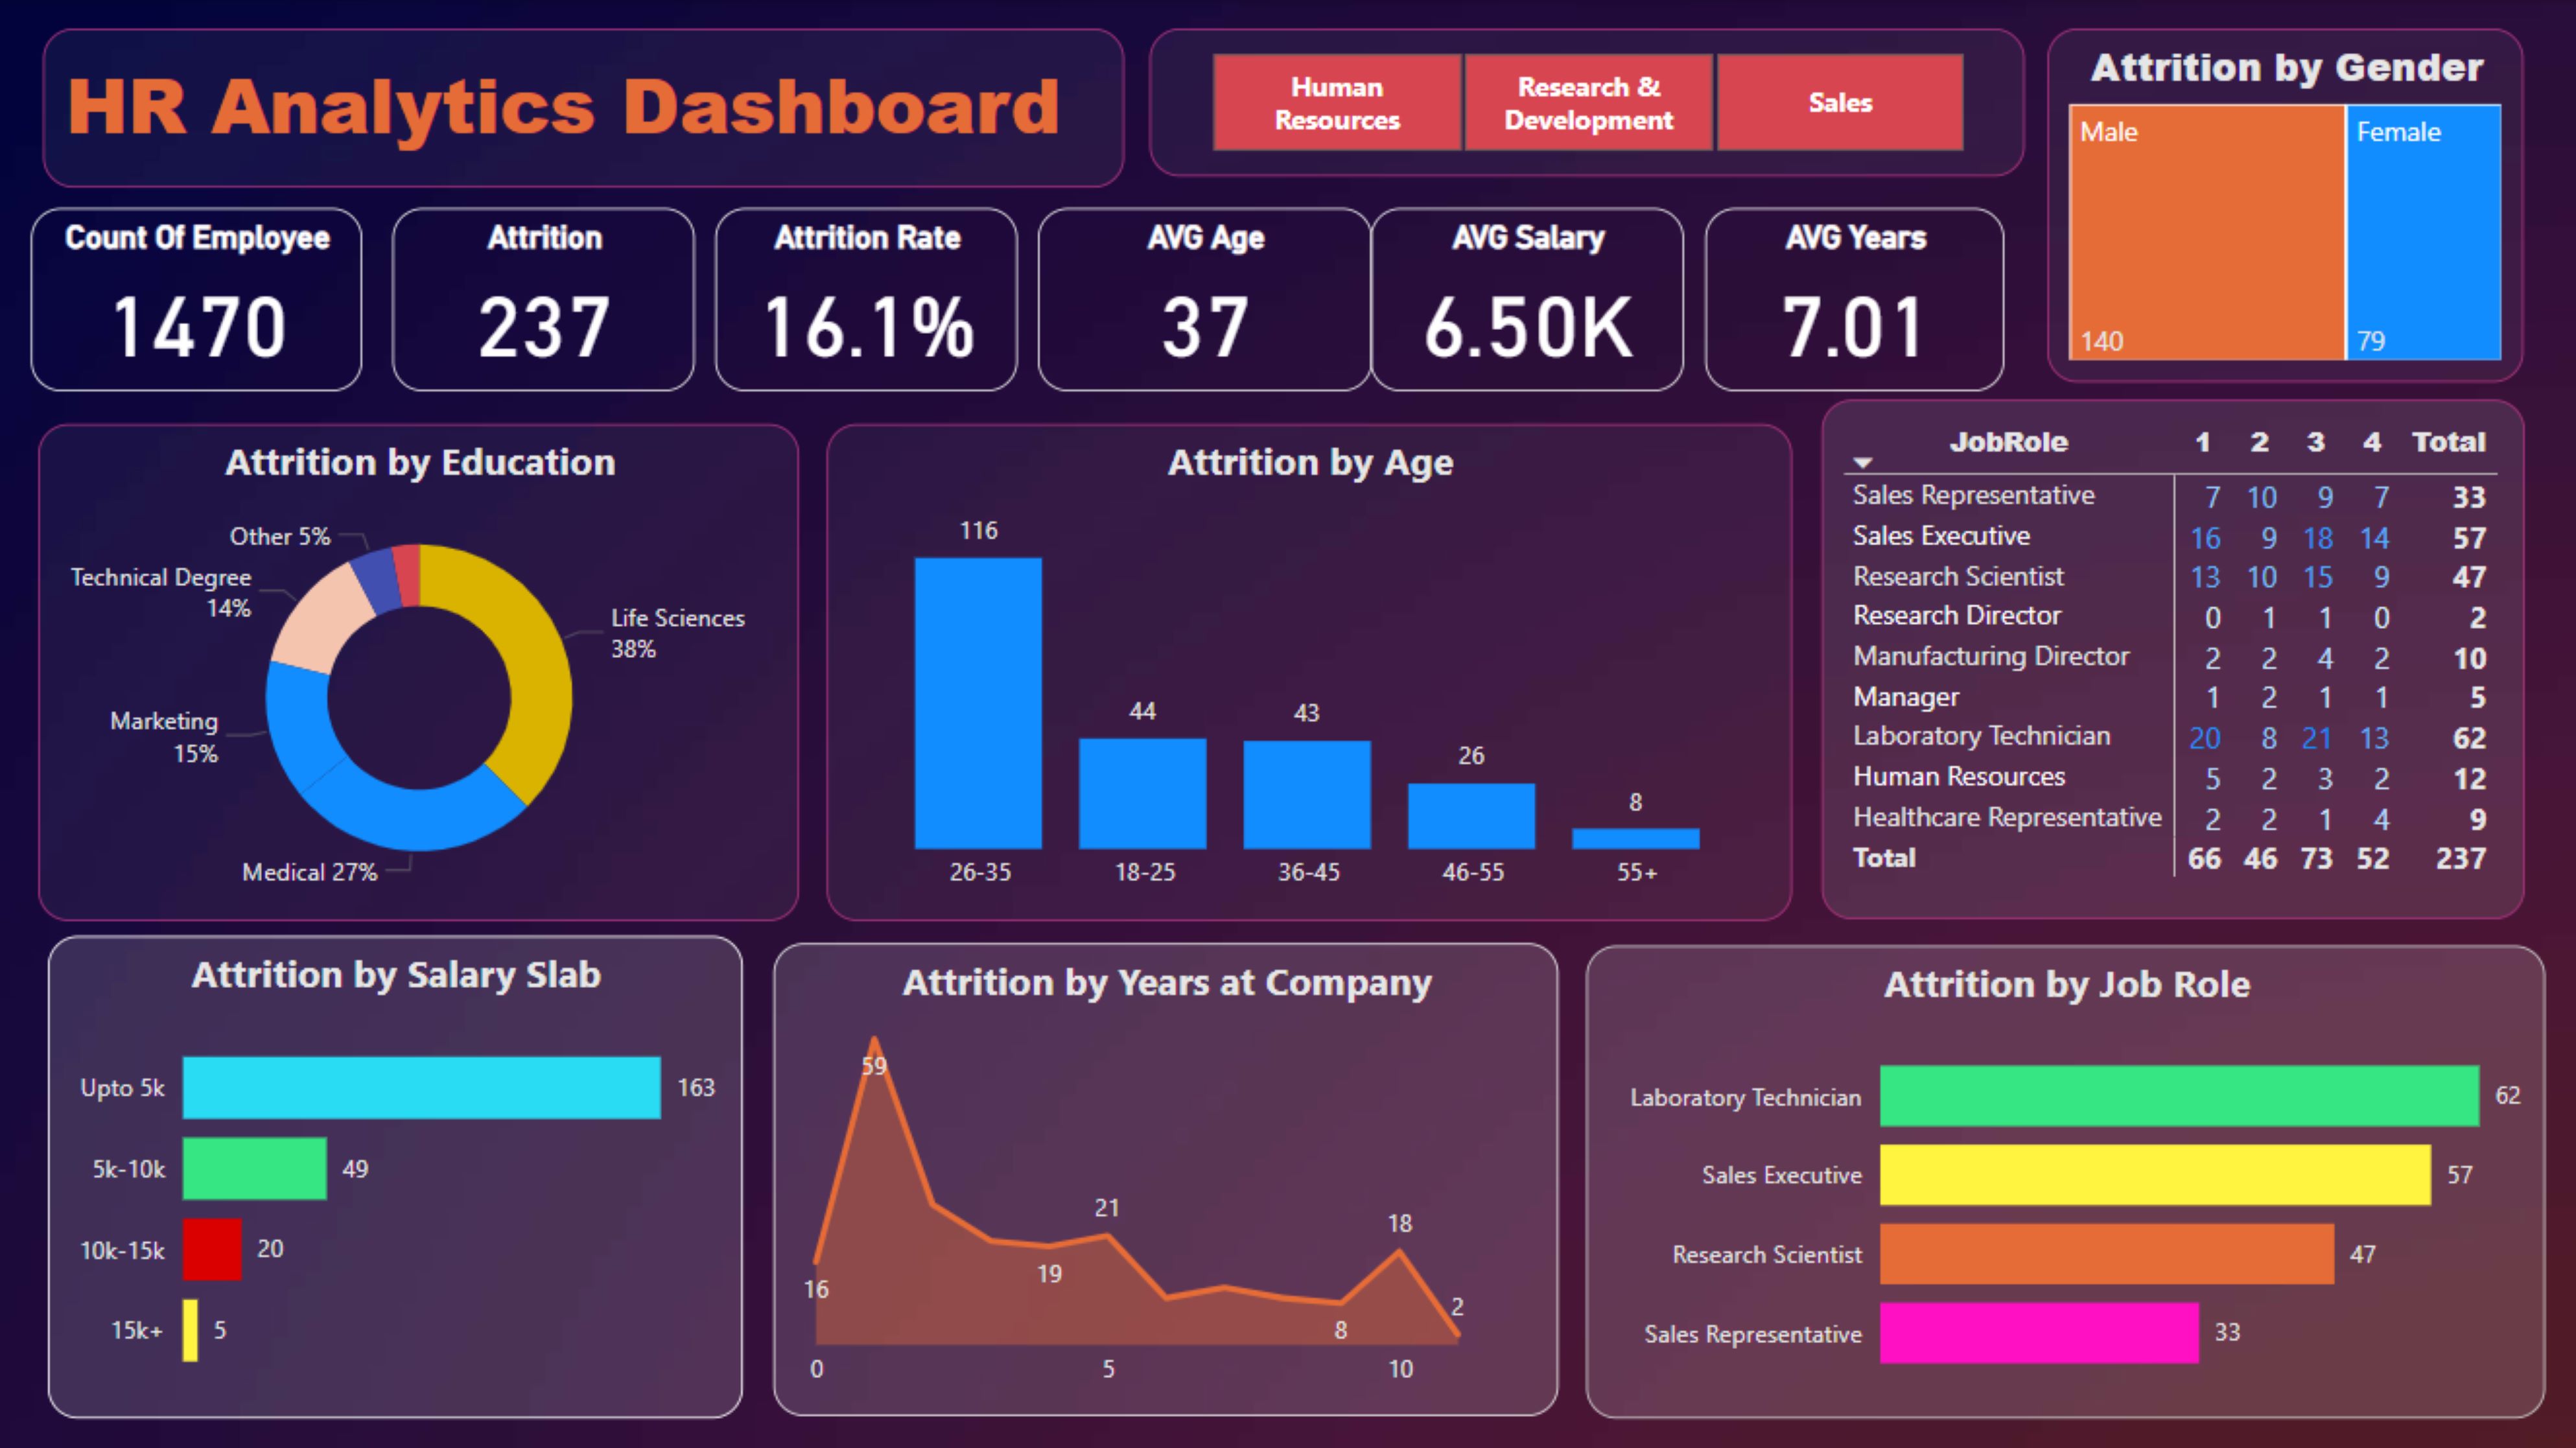 HR Analytics Dashboard
Human
Resources
Research &
Development
Sales
Attrition by Gender
Male
Female
140
79
Count Of Employee
1470
Attrition
237
Attrition Rate
16.1%
AVG Age
37
AVG Salary
6.50K
AVG Years
7.01
Attrition by Education
Other 5%
Technical Degree
14%
Life Sciences
38%
Marketing
15%
Medical 27%
Attrition by Age
116
44
43
26
8
26-35 18-25 36-45 46-55 55+
JobRole 1 2 3 4 Total
Sales Representative 7 10 9 7 33
Sales Executive 16 9 18 14 57
Research Scientist 13 10 15 9 47
Research Director 0 1 1 0 2
Manufacturing Director 2 2 4 2 10
Manager 1 2 1 1 5
Laboratory Technician 20 8 21 13 62
Human Resources 5 2 3 2 12
Healthcare Representative 2 2 1 4 9
Total 66 46 73 52 237
Attrition by Salary Slab
Upto 5k 163
5k-10k 49
10k-15k 20
15k+ 5
Attrition by Years at Company
59
21
18
19
16
2
8
0 5 10
Attrition by Job Role
Laboratory Technician 62
Sales Executive 57
Research Scientist 47
Sales Representative 33